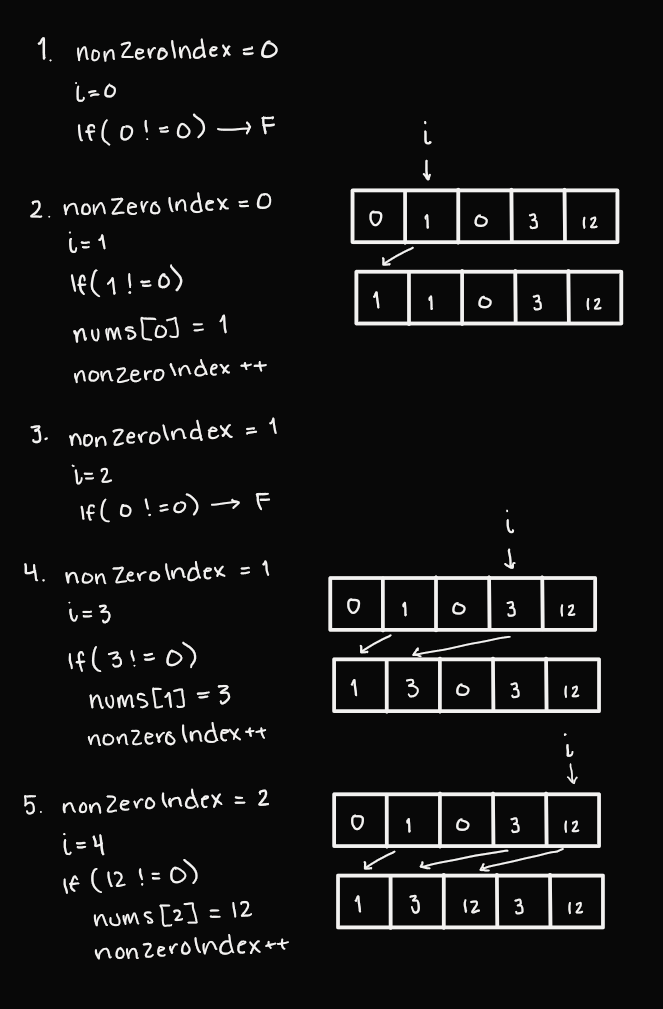 1. nonZeroIndex = 0
i=0
If( 0 != 0) → F
i
2. nonZeroIndex = 0
0 1 0 3 12
i=1
If( 1 != 0)
1 1 0 3 12
nums[0] = 1
nonzeroIndex ++
3. nonZeroIndex = 1
i=2
If( 0 != 0) → F
i
4. nonZeroIndex = 1
0 1 0 3 12
i=3
If( 3 != 0)
1 3 0 3 12
nums[1] = 3
nonzeroIndex++
i
5. nonZeroIndex = 2
0 1 0 3 12
i=4
If (12 != 0)
1 3 12 3 12
nums[2] = 12
nonzeroIndex++